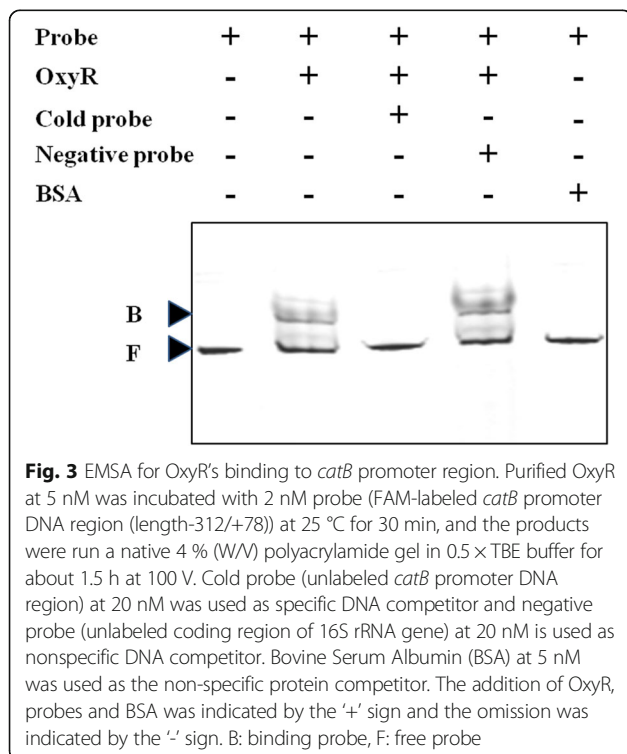 Probe + + + + +
OxyR - + + + -
Cold probe - - + - -
Negative probe - - - + -
BSA - - - - +
B
F
Fig. 3 EMSA for OxyR's binding to catB promoter region. Purified OxyR
at 5 nM was incubated with 2 nM probe (FAM-labeled catB promoter
DNA region (length-312/+78)) at 25 °C for 30 min, and the products
were run a native 4 % (W/V) polyacrylamide gel in 0.5 × TBE buffer for
about 1.5 h at 100 V. Cold probe (unlabeled catB promoter DNA
region) at 20 nM was used as specific DNA competitor and negative
probe (unlabeled coding region of 16S rRNA gene) at 20 nM is used as
nonspecific DNA competitor. Bovine Serum Albumin (BSA) at 5 nM
was used as the non-specific protein competitor. The addition of OxyR,
probes and BSA was indicated by the '+' sign and the omission was
indicated by the '-' sign. B: binding probe, F: free probe